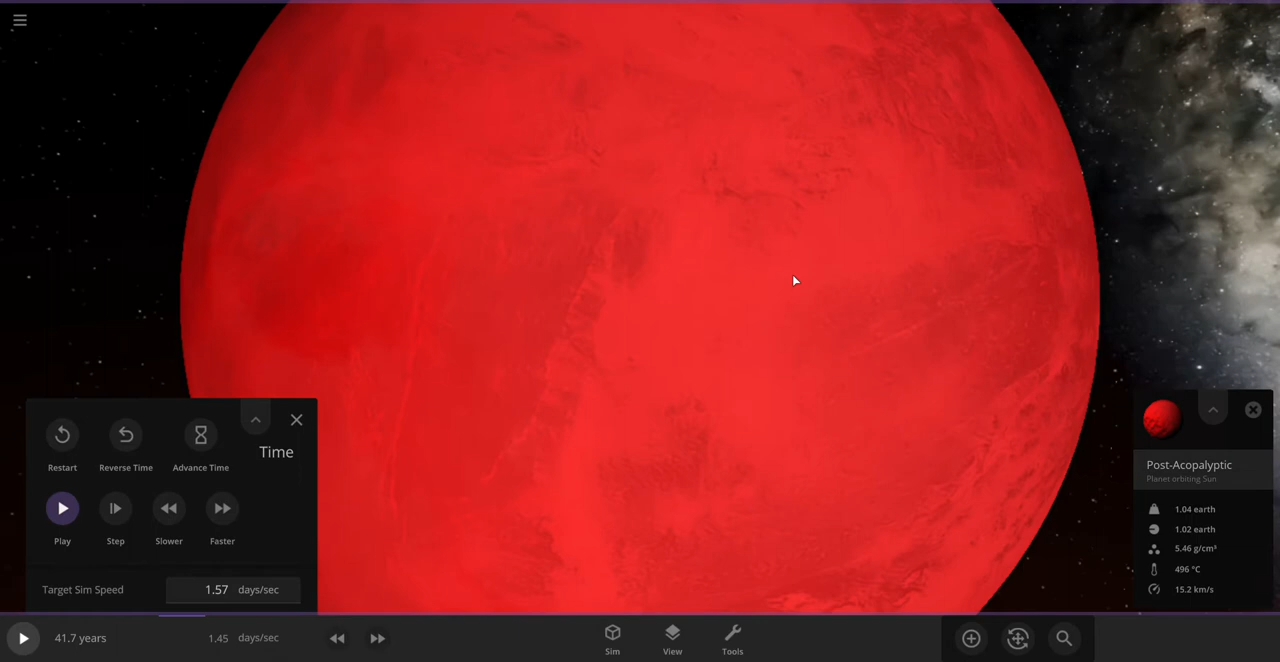 Time
Restart
Reverse Time
Advance Time
Play
Step
Slower
Faster
Target Sim Speed 1.57 days/sec
41.7 years 1.45 days/sec
Sim
View
Tools
Post-Acopalyptic
Planet orbiting Sun
1.04 earth
1.02 earth
5.46 g/cm³
496 °C
15.2 km/s